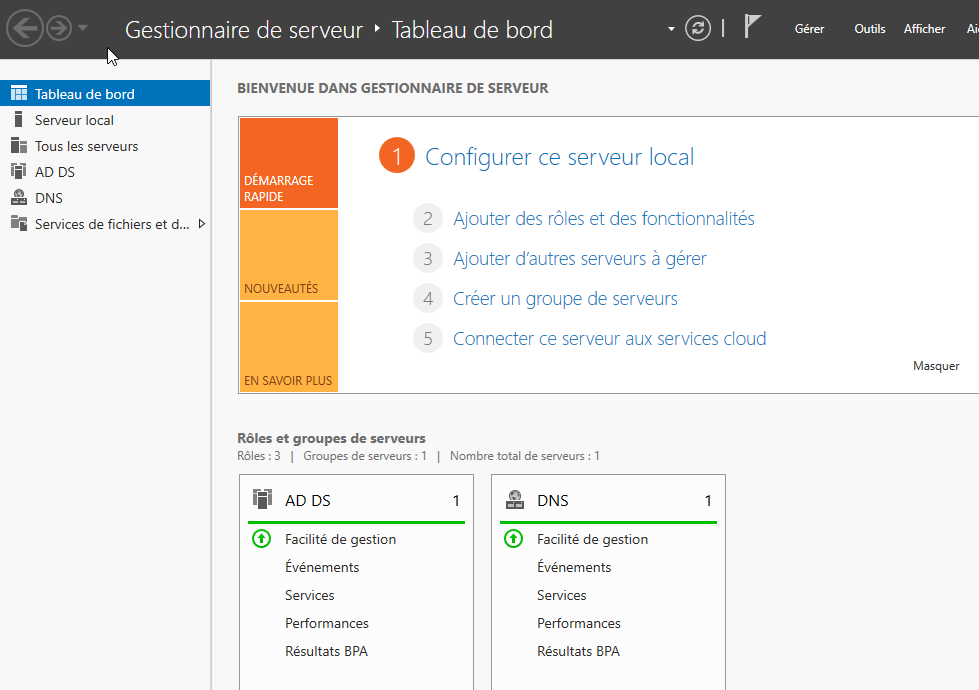 Gestionnaire de serveur ‣ Tableau de bord
Gérer Outils Afficher
Tableau de bord
Serveur local
Tous les serveurs
AD DS
DNS
Services de fichiers et d...
BIENVENUE DANS GESTIONNAIRE DE SERVEUR
DÉMARRAGE
RAPIDE
NOUVEAUTÉS
EN SAVOIR PLUS
1 Configurer ce serveur local
2 Ajouter des rôles et des fonctionnalités
3 Ajouter d’autres serveurs à gérer
4 Créer un groupe de serveurs
5 Connecter ce serveur aux services cloud
Masquer
Rôles et groupes de serveurs
Rôles : 3 | Groupes de serveurs : 1 | Nombre total de serveurs : 1
AD DS 1
Facilité de gestion
Événements
Services
Performances
Résultats BPA
DNS 1
Facilité de gestion
Événements
Services
Performances
Résultats BPA